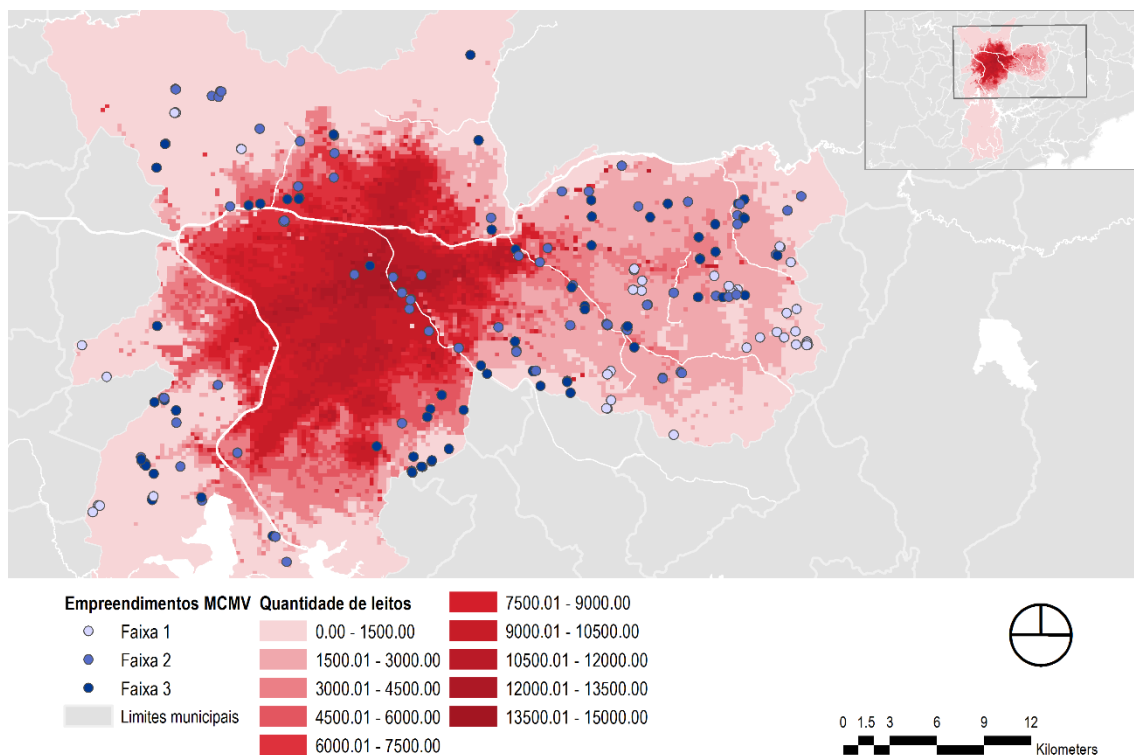 Empreendimentos MCMV
Faixa 1
Faixa 2
Faixa 3
Limites municipais
Quantidade de leitos
0.00 - 1500.00
1500.01 - 3000.00
3000.01 - 4500.00
4500.01 - 6000.00
6000.01 - 7500.00
7500.01 - 9000.00
9000.01 - 10500.00
10500.01 - 12000.00
12000.01 - 13500.00
13500.01 - 15000.00
0 1.5 3 6 9 12
Kilometers